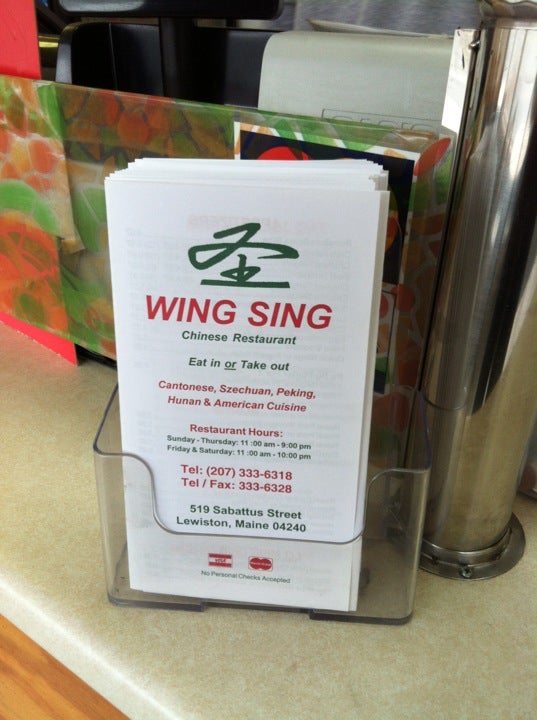 WING SING
Chinese Restaurant
Eat in or Take out
Cantonese, Szechuan, Peking,
Hunan & American Cuisine
Restaurant Hours:
Sunday - Thursday: 11 :00 am - 9:00 pm
Friday & Saturday: 11 :00 am - 10:00 pm
Tel: (207) 333-6318
Tel / Fax: 333-6328
519 Sabattus Street
Lewiston, Maine 04240
VISA
No Personal Checks Accepted